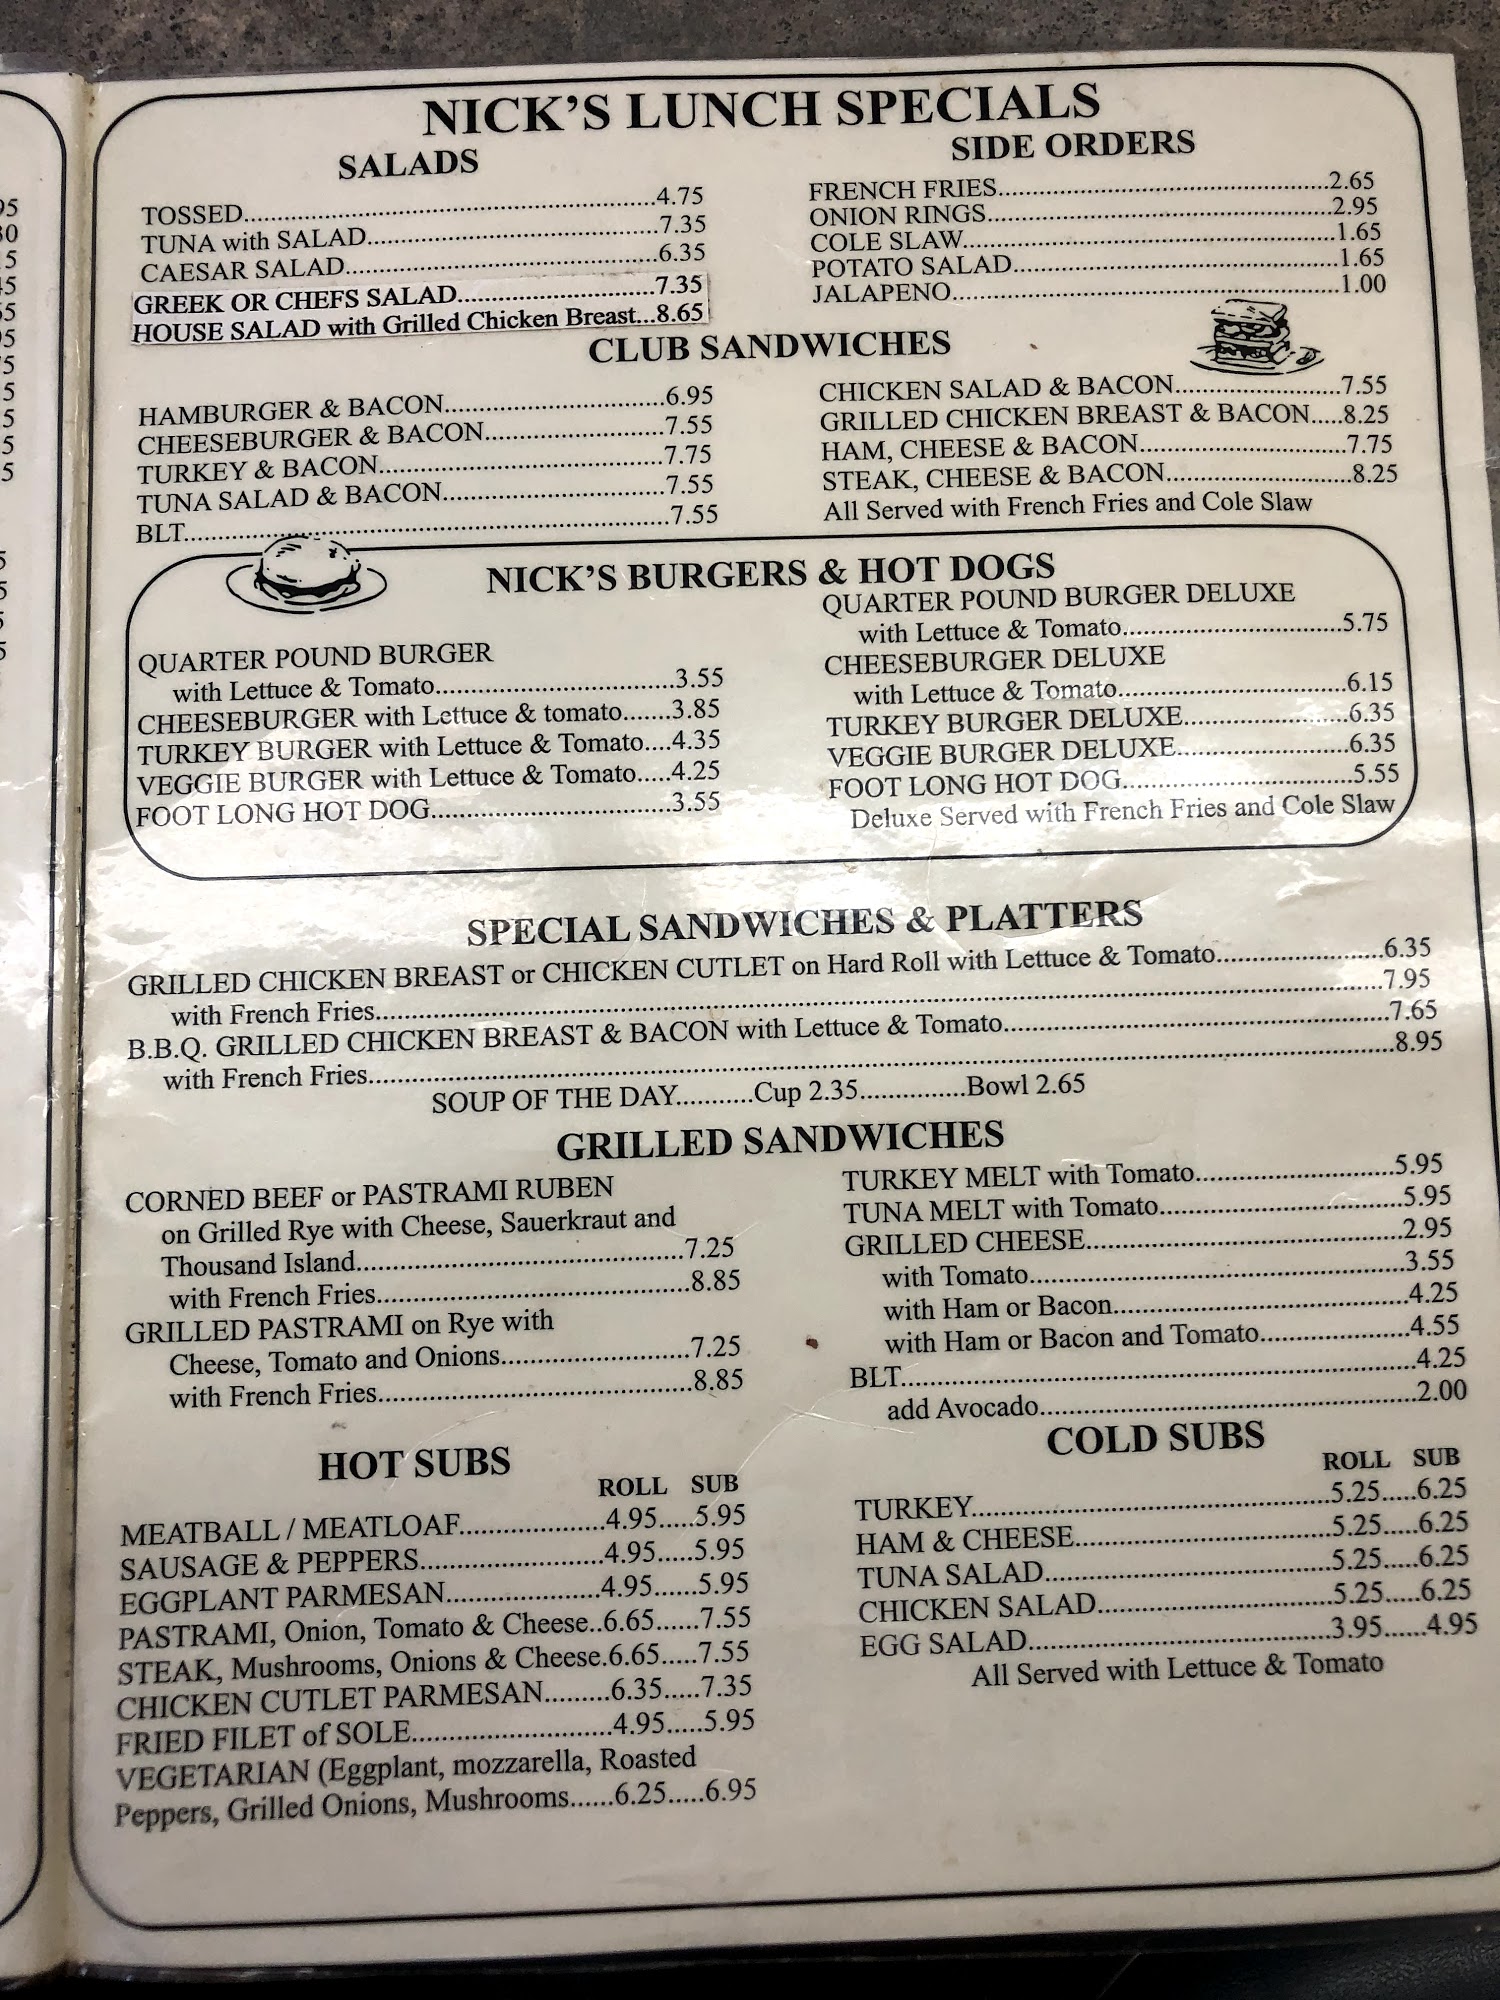 NICK'S LUNCH SPECIALS
SALADS
TOSSED....4.75
TUNA with SALAD....7.35
CAESAR SALAD....6.35
GREEK OR CHEFS SALAD....7.35
HOUSE SALAD with Grilled Chicken Breast...8.65
SIDE ORDERS
FRENCH FRIES....2.65
ONION RINGS....2.95
COLE SLAW....1.65
POTATO SALAD....1.65
JALAPENO....1.00
CLUB SANDWICHES
HAMBURGER & BACON....6.95
CHEESEBURGER & BACON....7.55
TURKEY & BACON....7.75
TUNA SALAD & BACON....7.55
BLT....7.55
CHICKEN SALAD & BACON....7.55
GRILLED CHICKEN BREAST & BACON....8.25
HAM, CHEESE & BACON....7.75
STEAK, CHEESE & BACON....8.25
All Served with French Fries and Cole Slaw
NICK'S BURGERS & HOT DOGS
QUARTER POUND BURGER
with Lettuce & Tomato....3.55
CHEESEBURGER with Lettuce & tomato....3.85
TURKEY BURGER with Lettuce & Tomato....4.35
VEGGIE BURGER with Lettuce & Tomato....4.25
FOOT LONG HOT DOG....3.55
QUARTER POUND BURGER DELUXE
with Lettuce & Tomato....5.75
CHEESEBURGER DELUXE
with Lettuce & Tomato....6.15
TURKEY BURGER DELUXE....6.35
VEGGIE BURGER DELUXE....6.35
FOOT LONG HOT DOG....5.55
Deluxe Served with French Fries and Cole Slaw
SPECIAL SANDWICHES & PLATTERS
GRILLED CHICKEN BREAST or CHICKEN CUTLET on Hard Roll with Lettuce & Tomato....6.35
with French Fries....7.95
B.B.Q. GRILLED CHICKEN BREAST & BACON with Lettuce & Tomato....7.65
with French Fries....8.95
SOUP OF THE DAY....Cup 2.35....Bowl 2.65
GRILLED SANDWICHES
CORNED BEEF or PASTRAMI RUBEN
on Grilled Rye with Cheese, Sauerkraut and
Thousand Island....7.25
with French Fries....8.85
GRILLED PASTRAMI on Rye with
Cheese, Tomato and Onions....7.25
with French Fries....8.85
TURKEY MELT with Tomato....5.95
TUNA MELT with Tomato....5.95
GRILLED CHEESE....2.95
with Tomato....3.55
with Ham or Bacon....4.25
with Ham or Bacon and Tomato....4.55
BLT....4.25
add Avocado....2.00
HOT SUBS
ROLL SUB
MEATBALL / MEATLOAF....4.95.....5.95
SAUSAGE & PEPPERS....4.95.....5.95
EGGPLANT PARMESAN....4.95......5.95
PASTRAMI, Onion, Tomato & Cheese..6.65......7.55
STEAK, Mushrooms, Onions & Cheese.6.65.....7.55
CHICKEN CUTLET PARMESAN....6.35.....7.35
FRIED FILET of SOLE....4.95.....5.95
VEGETARIAN (Eggplant, mozzarella, Roasted
Peppers, Grilled Onions, Mushrooms......6.25.....6.95
COLD SUBS
ROLL SUB
TURKEY....5.25.....6.25
HAM & CHEESE....5.25.....6.25
TUNA SALAD....5.25.....6.25
CHICKEN SALAD....5.25.....6.25
EGG SALAD....3.95......4.95
All Served with Lettuce & Tomato